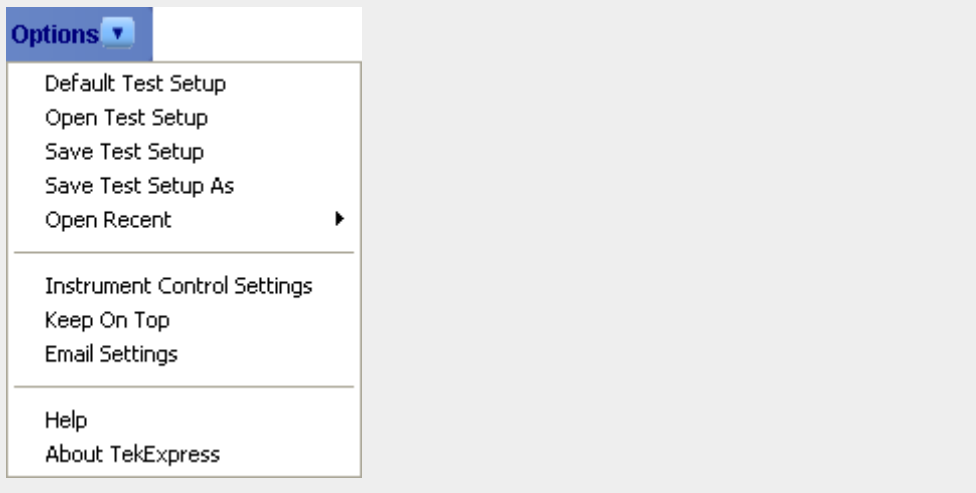 Options
Default Test Setup
Open Test Setup
Save Test Setup
Save Test Setup As
Open Recent
Instrument Control Settings
Keep On Top
Email Settings
Help
About TekExpress